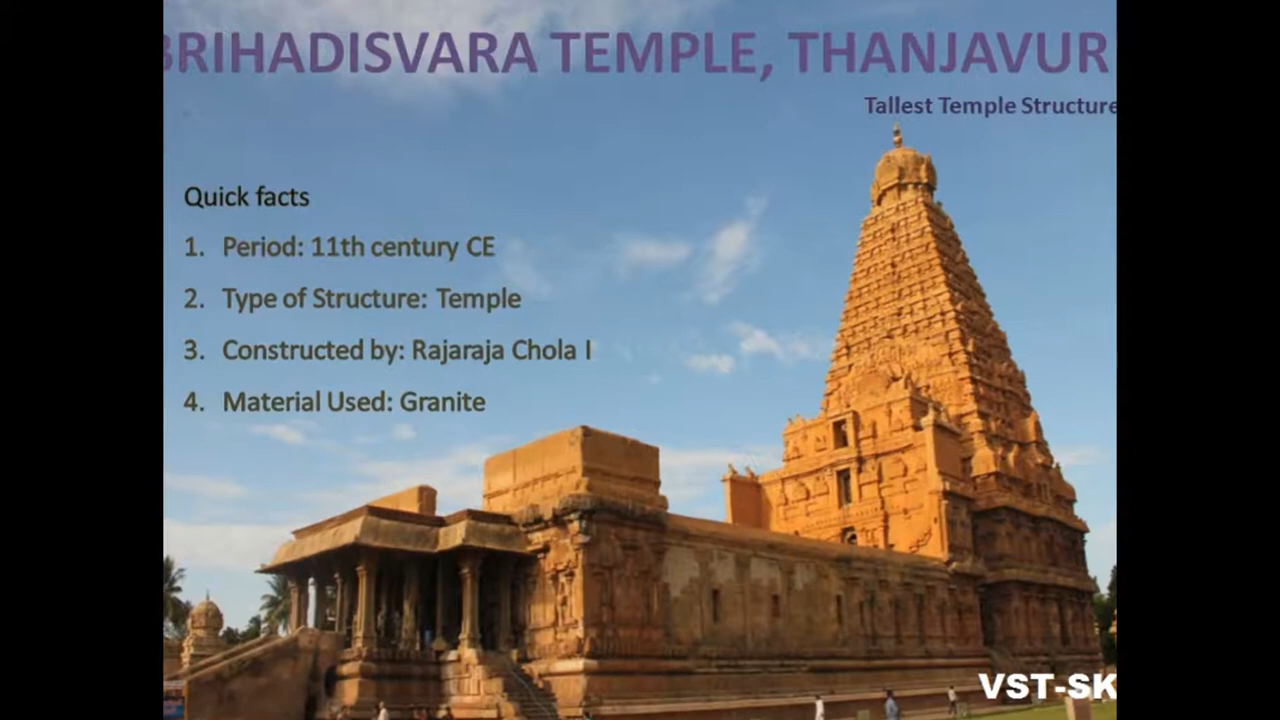 BRIHADISVARA TEMPLE, THANJAVUR
Tallest Temple Structure
Quick facts
1. Period: 11th century CE
2. Type of Structure: Temple
3. Constructed by: Rajaraja Chola I
4. Material Used: Granite
VST-SK